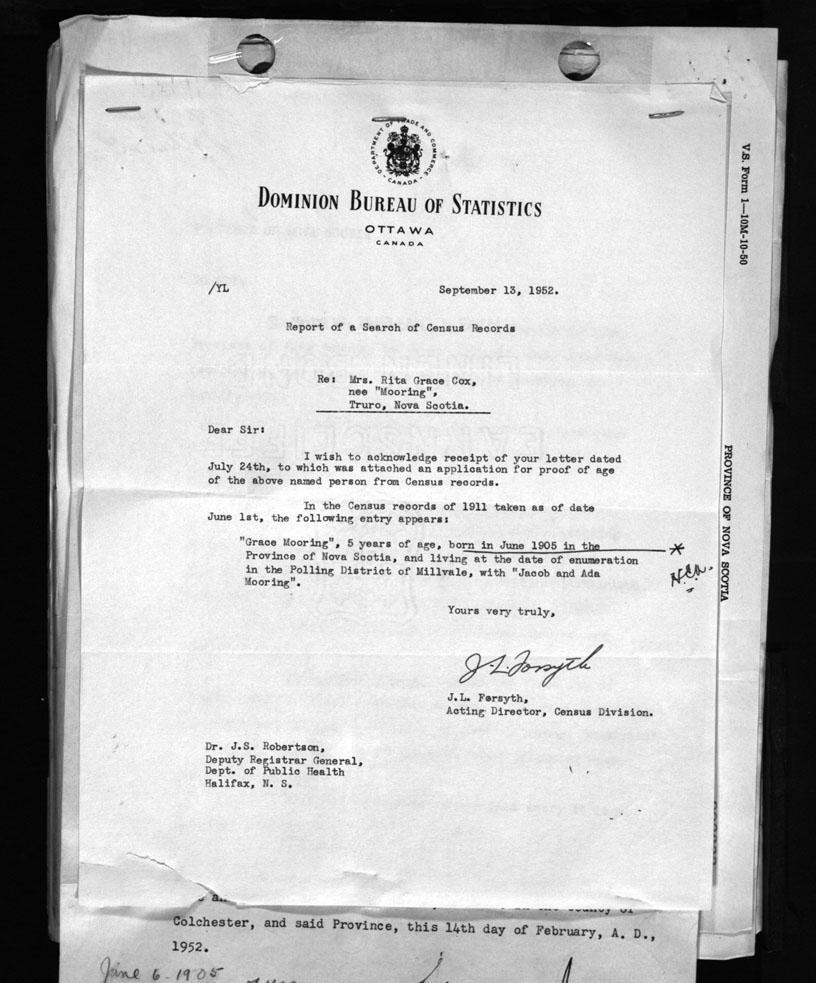 DEPARTMENT OF TRADE AND COMMERCE
- CANADA -
DOMINION BUREAU OF STATISTICS
OTTAWA
CANADA
/YL September 13, 1952.
Report of a Search of Census Records
Re: Mrs. Rita Grace Cox,
nee "Mooring",
Truro, Nova Scotia.
Dear Sir:
I wish to acknowledge receipt of your letter dated
July 24th, to which was attached an application for proof of age
of the above named person from Census records.
In the Census records of 1911 taken as of date
June 1st, the following entry appears:
"Grace Mooring", 5 years of age, born in June 1905 in the
Province of Nova Scotia, and living at the date of enumeration
in the Polling District of Millvale, with "Jacob and Ada
Mooring".
Yours very truly,
J.L. Forsyth
J.L. Forsyth,
Acting Director, Census Division.
Dr. J.S. Robertson,
Deputy Registrar General,
Dept. of Public Health
Halifax, N. S.
V.S. Form 1—10M-10-50
PROVINCE OF NOVA SCOTIA
Colchester, and said Province, this 14th day of February, A. D.,
1952.
June 6 - 1905